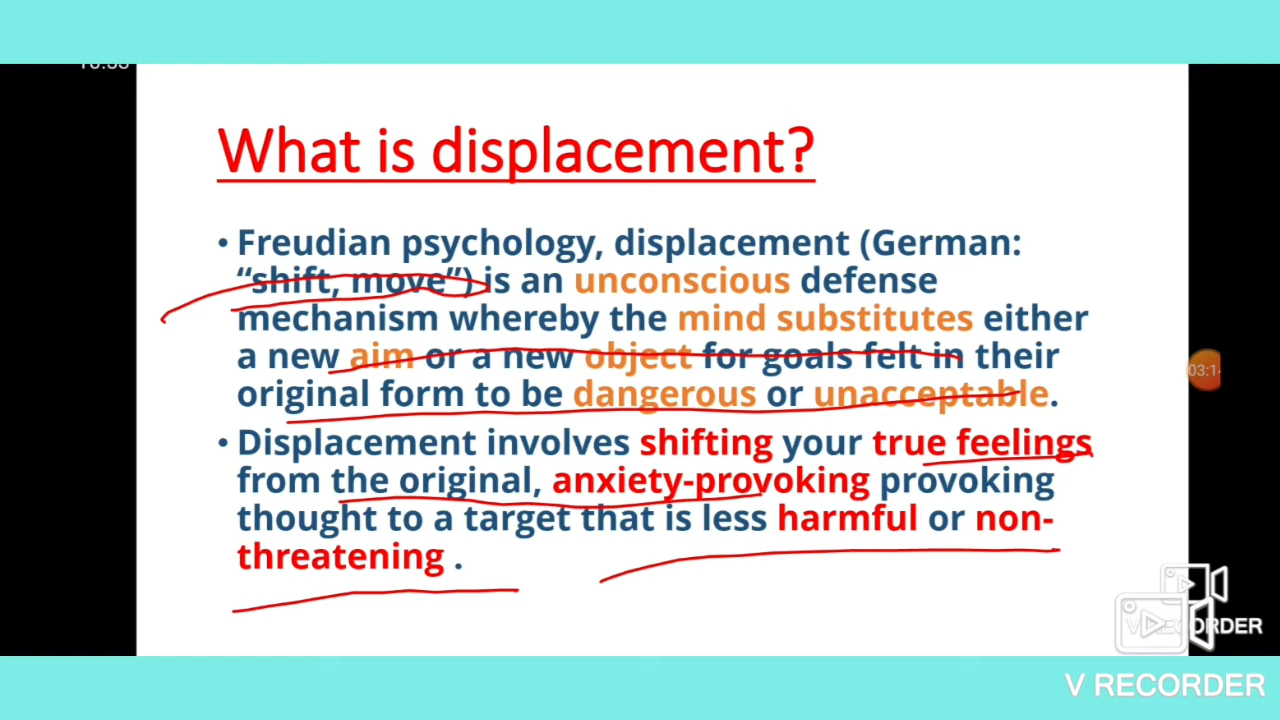 What is displacement?
• Freudian psychology, displacement (German:
“shift, move”) is an unconscious defense
mechanism whereby the mind substitutes either
a new aim or a new object for goals felt in their
original form to be dangerous or unacceptable.
• Displacement involves shifting your true feelings
from the original, anxiety-provoking provoking
thought to a target that is less harmful or non-
threatening .
03:14
V RECORDER